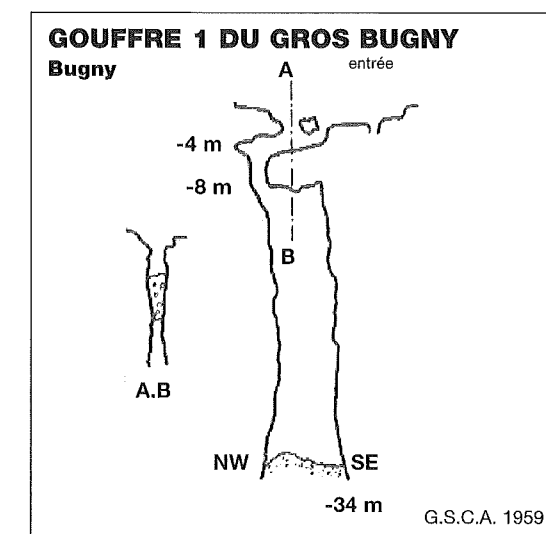 GOUFFRE 1 DU GROS BUGNY
Bugny
entrée
A
-4 m
-8 m
B
A.B
NW
SE
-34 m
G.S.C.A. 1959